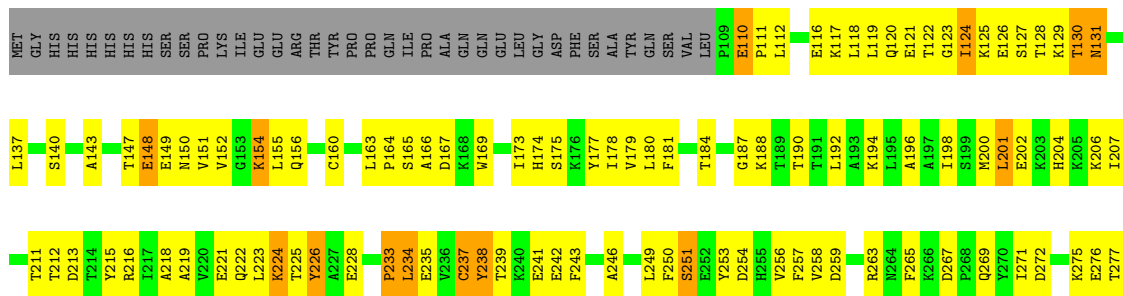 MET GLY HIS HIS HIS HIS HIS HIS SER SER PRO LYS ILE GLU GLU ARG THR TYR PRO PRO GLN ILE PRO ALA GLN GLN GLU LEU GLY ASP PHE SER ALA TYR GLN SER VAL LEU P109 E110 P111 L112 E116 K117 L118 L119 Q120 E121 T122 G123 I124 K125 E126 S127 T128 K129 T130 N131
L137 S140 A143 T147 E148 E149 N150 V151 V152 G153 K154 L155 Q156 C160 L163 P164 S165 A166 D167 K168 W169 I173 H174 S175 K176 Y177 I178 V179 L180 F181 T184 G187 K188 T189 T190 T191 L192 A193 K194 L195 A196 A197 I198 S199 M200 L201 E202 K203 H204 K205 K206 I207
T211 T212 D213 T214 Y215 R216 I217 A218 A219 V220 E221 Q222 L223 K224 T225 Y226 A227 E228 P233 L234 E235 V236 C237 Y238 T239 K240 E241 E242 F243 A246 L249 F250 S251 E252 Y253 D254 H255 V256 F257 V258 D259 R263 N264 F265 K266 D267 P268 Q269 Y270 I271 D272 K275 E276 T277